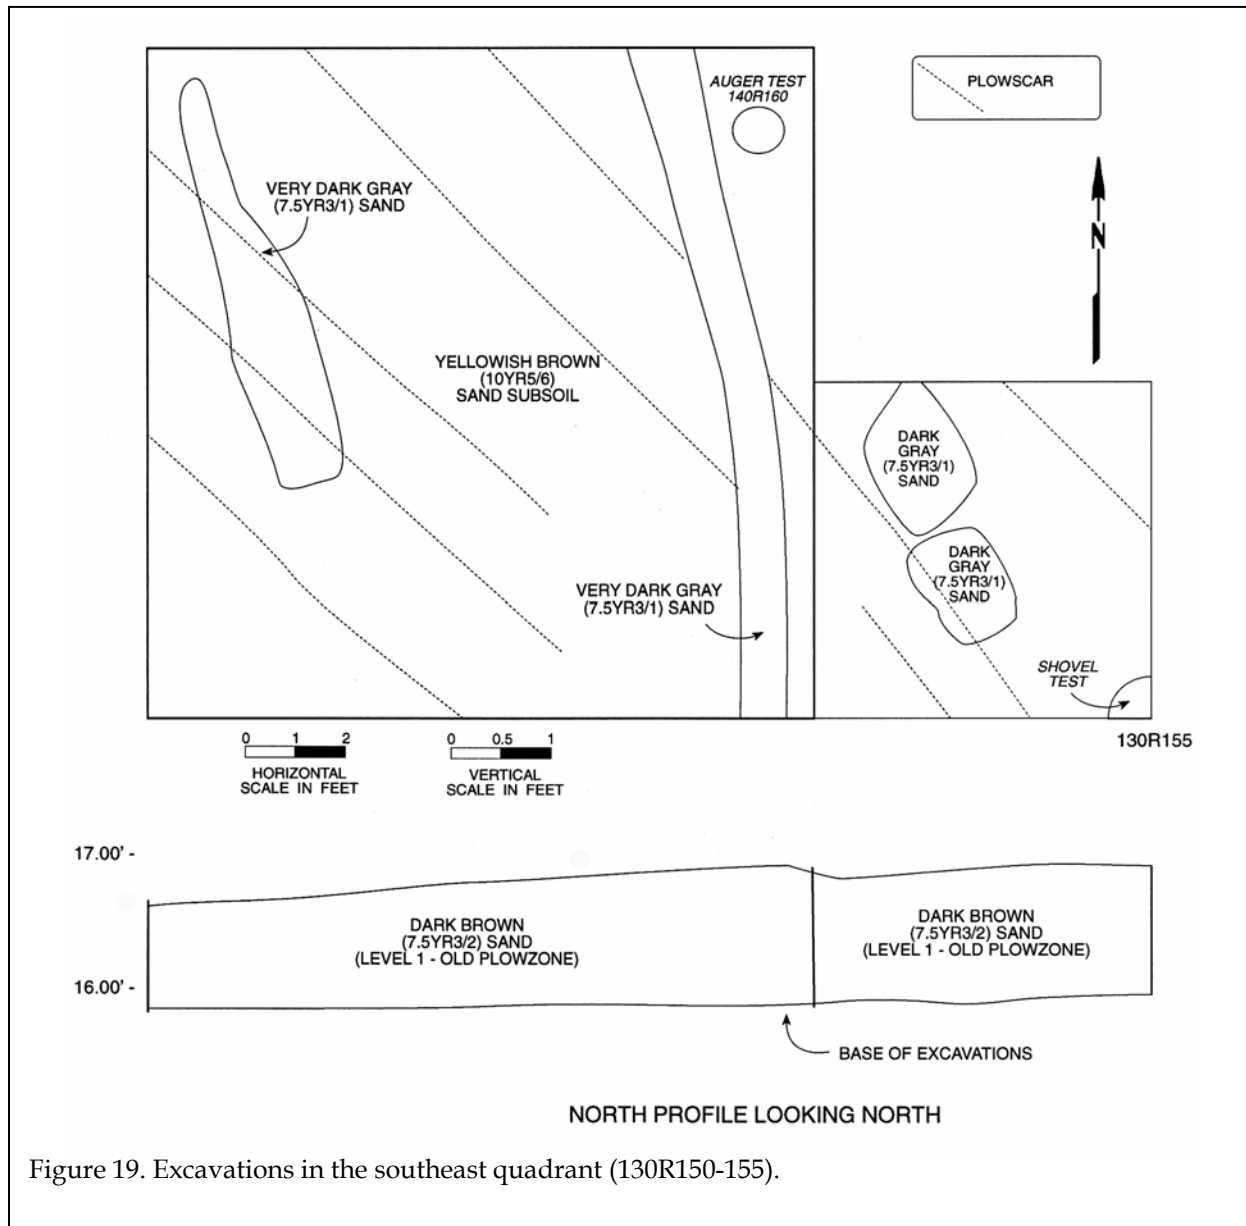 AUGER TEST
140R160
PLOWSCAR
VERY DARK GRAY
(7.5YR3/1) SAND
N
YELLOWISH BROWN
(10YR5/6)
SAND SUBSOIL
DARK
GRAY
(7.5YR3/1)
SAND
DARK
GRAY
(7.5YR3/1)
SAND
VERY DARK GRAY
(7.5YR3/1) SAND
SHOVEL
TEST
130R155
0 1 2
HORIZONTAL
SCALE IN FEET
0 0.5 1
VERTICAL
SCALE IN FEET
17.00' -
DARK BROWN
(7.5YR3/2) SAND
(LEVEL 1 - OLD PLOWZONE)
DARK BROWN
(7.5YR3/2) SAND
(LEVEL 1 - OLD PLOWZONE)
16.00' -
BASE OF EXCAVATIONS
NORTH PROFILE LOOKING NORTH
Figure 19. Excavations in the southeast quadrant (130R150-155).